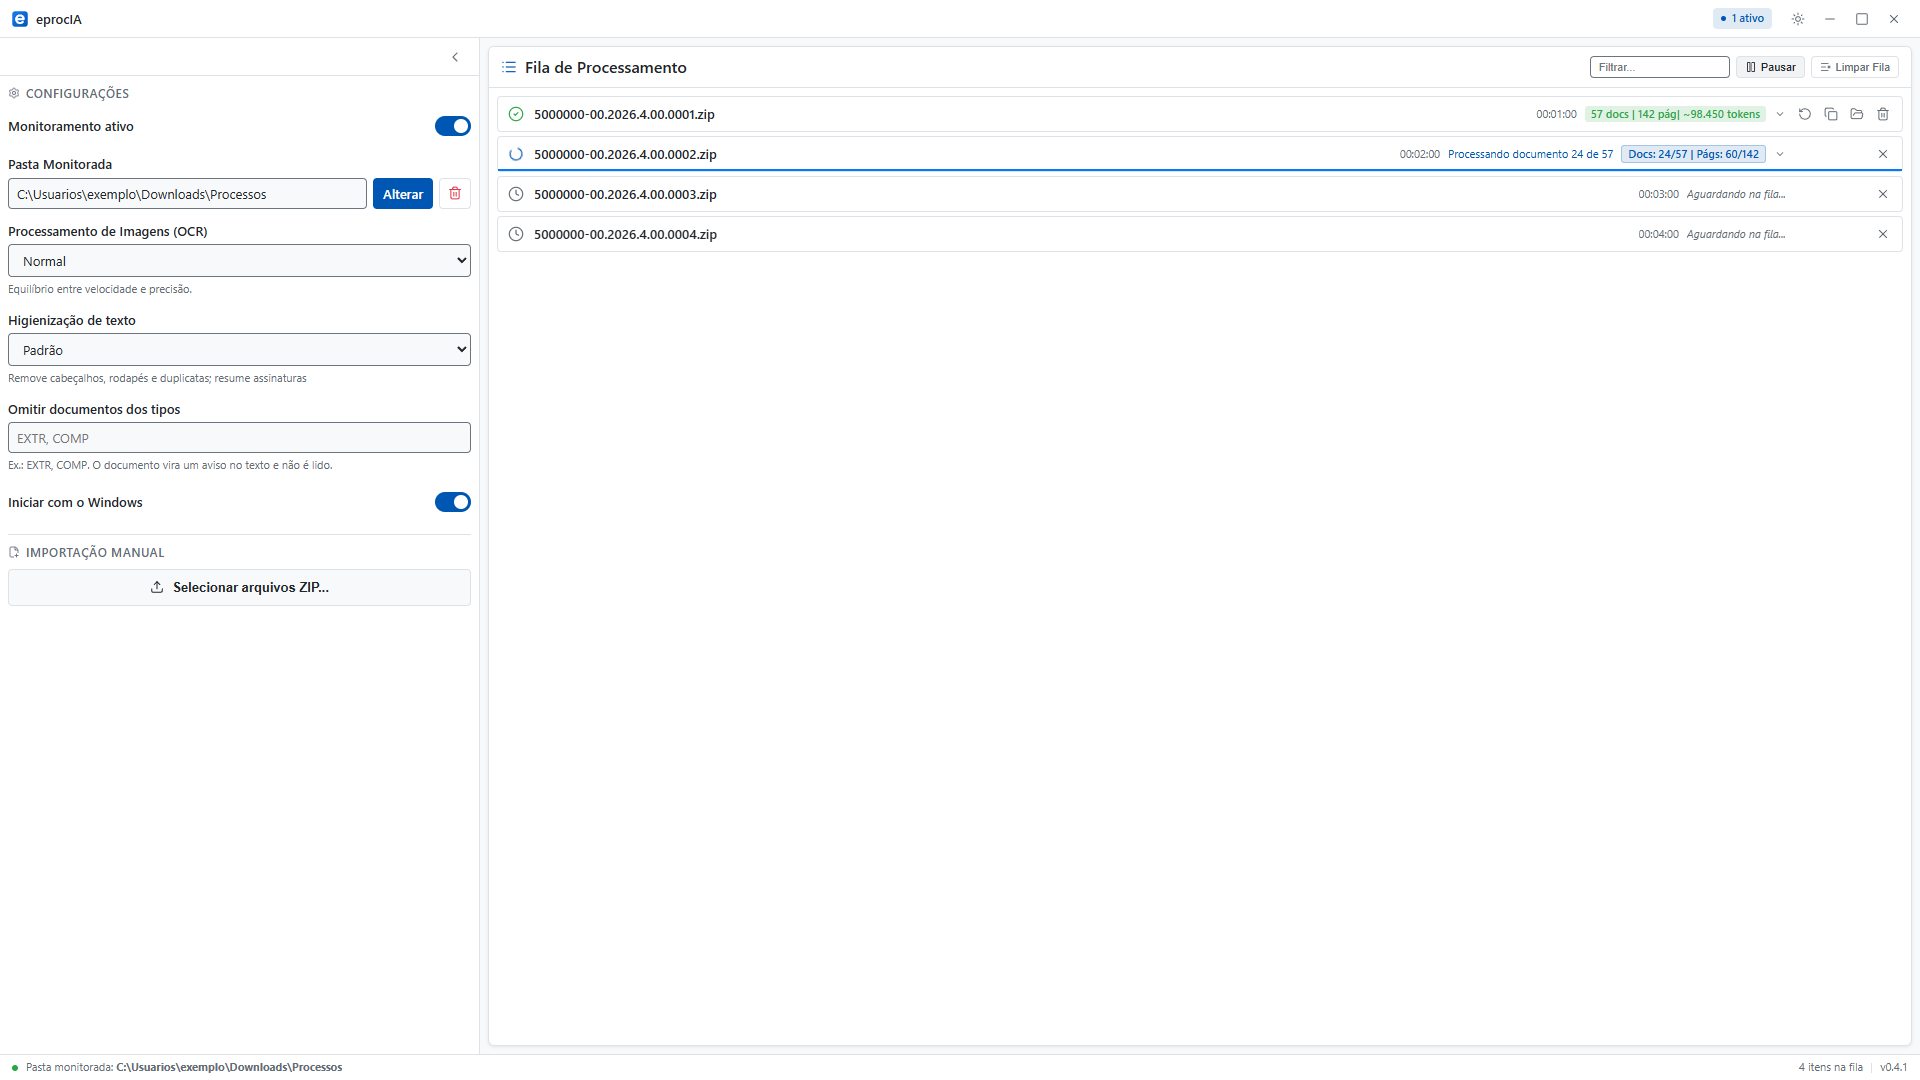 eprocIA
1 ativo
CONFIGURAÇÕES
Monitoramento ativo
Pasta Monitorada
C:\Usuarios\exemplo\Downloads\Processos
Alterar
Processamento de Imagens (OCR)
Normal
Equilíbrio entre velocidade e precisão.
Higienização de texto
Padrão
Remove cabeçalhos, rodapés e duplicatas; resume assinaturas
Omitir documentos dos tipos
EXTR, COMP
Ex.: EXTR, COMP. O documento vira um aviso no texto e não é lido.
Iniciar com o Windows
IMPORTAÇÃO MANUAL
Selecionar arquivos ZIP...
Fila de Processamento
Filtrar...
Pausar
Limpar Fila
5000000-00.2026.4.00.0001.zip 00:01:00 57 docs | 142 pág| ~98.450 tokens
5000000-00.2026.4.00.0002.zip 00:02:00 Processando documento 24 de 57 Docs: 24/57 | Págs: 60/142
5000000-00.2026.4.00.0003.zip 00:03:00 Aguardando na fila...
5000000-00.2026.4.00.0004.zip 00:04:00 Aguardando na fila...
Pasta monitorada: C:\Usuarios\exemplo\Downloads\Processos
4 itens na fila
v0.4.1